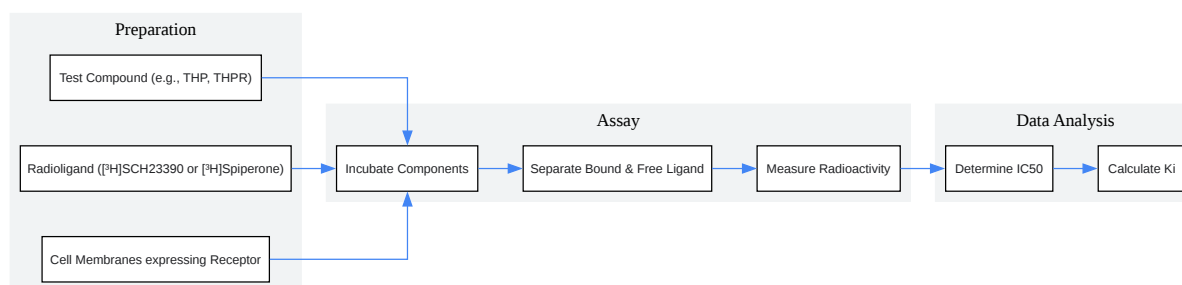 Preparation
Test Compound (e.g., THP, THPR)
Radioligand ([³H]SCH23390 or [³H]Spiperone)
Cell Membranes expressing Receptor
Assay
Incubate Components
Separate Bound & Free Ligand
Measure Radioactivity
Data Analysis
Determine IC50
Calculate Ki